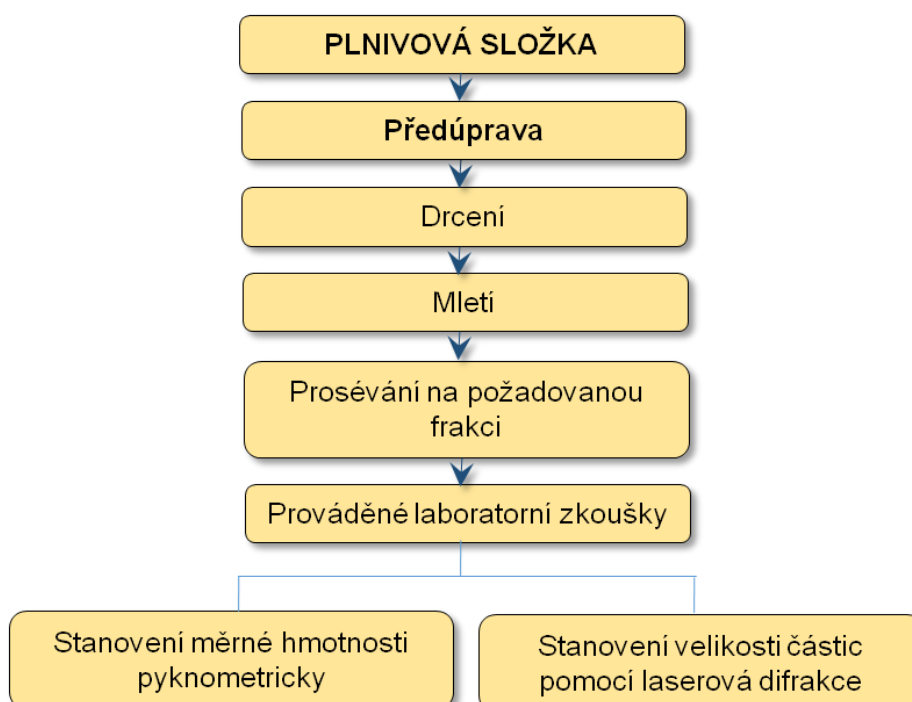 PLNIVOVÁ SLOŽKA
Předúprava
Drcení
Mletí
Prosévání na požadovanou
frakci
Prováděné laboratorní zkoušky
Stanovení měrné hmotnosti
pyknometricky
Stanovení velikosti částic
pomocí laserová difrakce